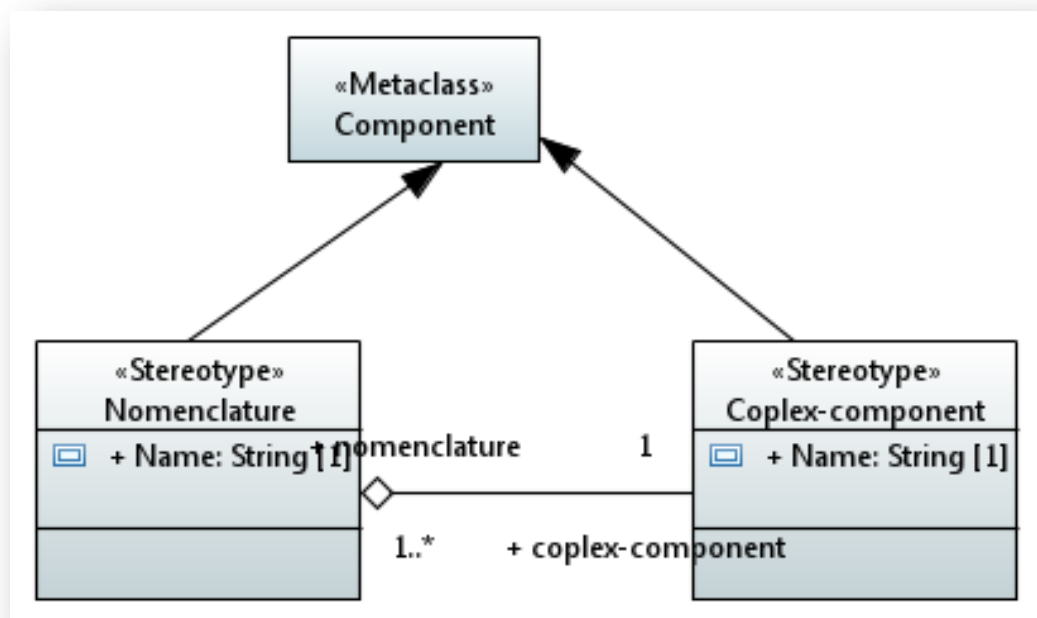 «Metaclass»
Component
«Stereotype»
Nomenclature
+ Name: String [1]
«Stereotype»
Coplex-component
+ Name: String [1]
+ nomenclature
1
1..*
+ coplex-component